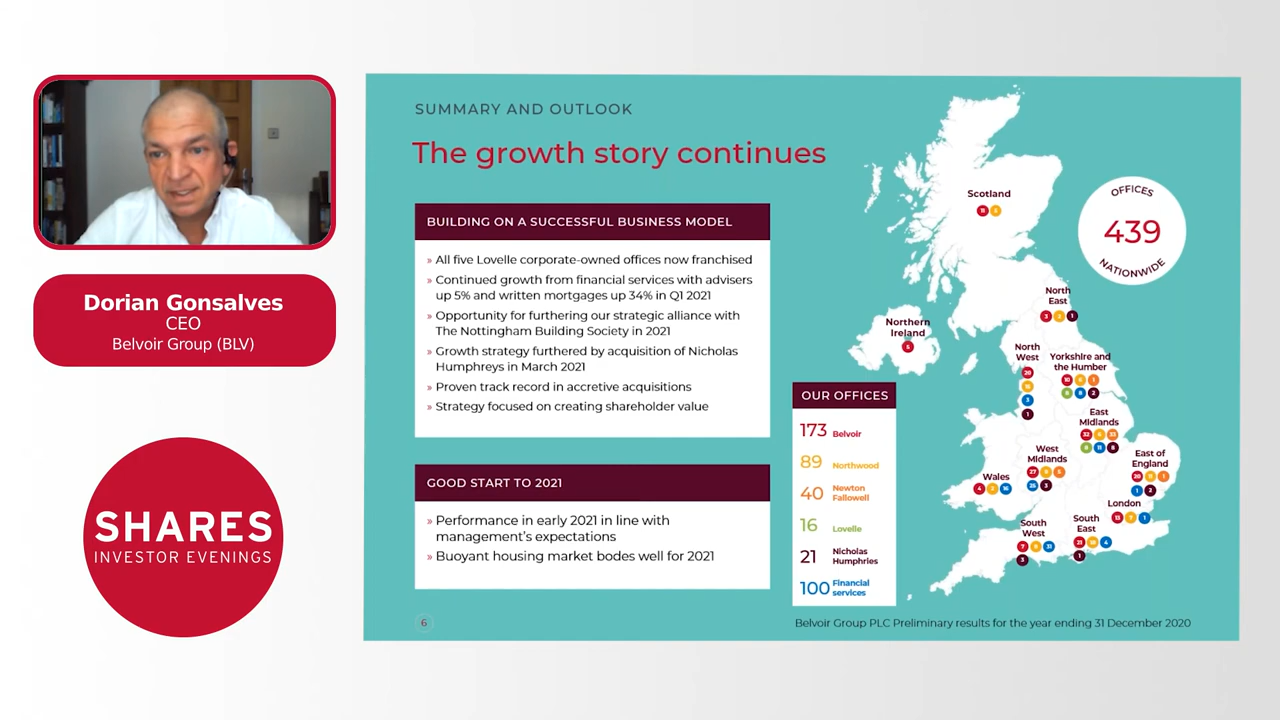 Dorian Gonsalves
CEO
Belvoir Group (BLV)
SHARES
INVESTOR EVENINGS
SUMMARY AND OUTLOOK
The growth story continues
BUILDING ON A SUCCESSFUL BUSINESS MODEL
» All five Lovelle corporate-owned offices now franchised
» Continued growth from financial services with advisers
up 5% and written mortgages up 34% in Q1 2021
» Opportunity for furthering our strategic alliance with
The Nottingham Building Society in 2021
» Growth strategy furthered by acquisition of Nicholas
Humphreys in March 2021
» Proven track record in accretive acquisitions
» Strategy focused on creating shareholder value
GOOD START TO 2021
» Performance in early 2021 in line with
management's expectations
» Buoyant housing market bodes well for 2021
6
OFFICES
439
NATIONWIDE
Scotland
North
East
3 2 1
Northern
Ireland
North
West
Yorkshire and
the Humber
East
Midlands
West
Midlands
East of
England
Wales
London
South
West
South
East
OUR OFFICES
173 Belvoir
89 Northwood
40 Newton
Fallowell
16 Lovelle
21 Nicholas
Humphries
100 Financial
services
Belvoir Group PLC Preliminary results for the year ending 31 December 2020